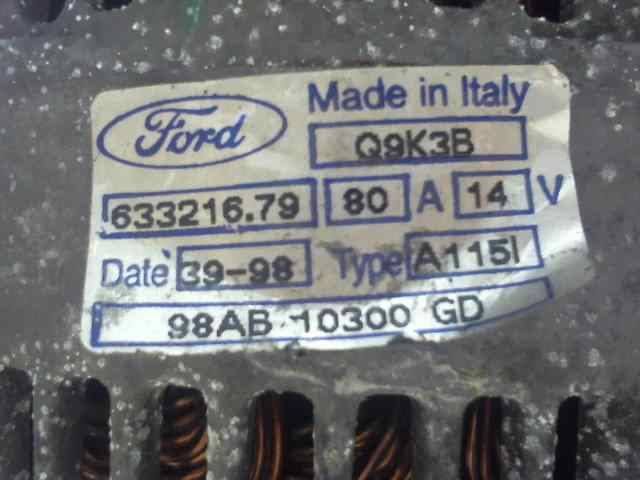 Ford
Made in Italy
Q9K3B
633216.79 80 A 14 V
Date 39-98 Type A115I
98AB 10300 GD